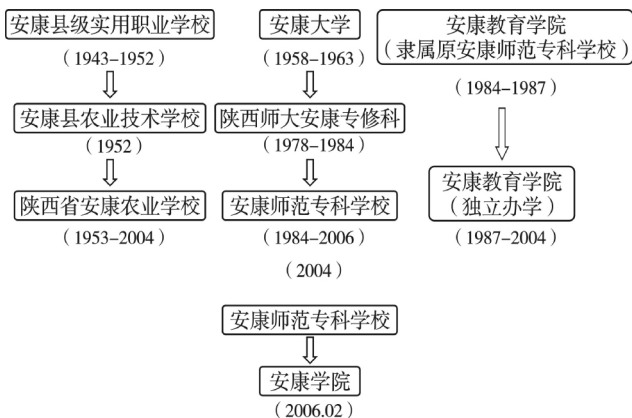 安康县级实用职业学校
(1943-1952)
安康县农业技术学校
(1952)
陕西省安康农业学校
(1953-2004)
安康大学
(1958-1963)
陕西师大安康专修科
(1978-1984)
安康师范专科学校
(1984-2006)
(2004)
安康教育学院
(隶属原安康师范专科学校)
(1984-1987)
安康教育学院
(独立办学)
(1987-2004)
安康师范专科学校
安康学院
(2006.02)